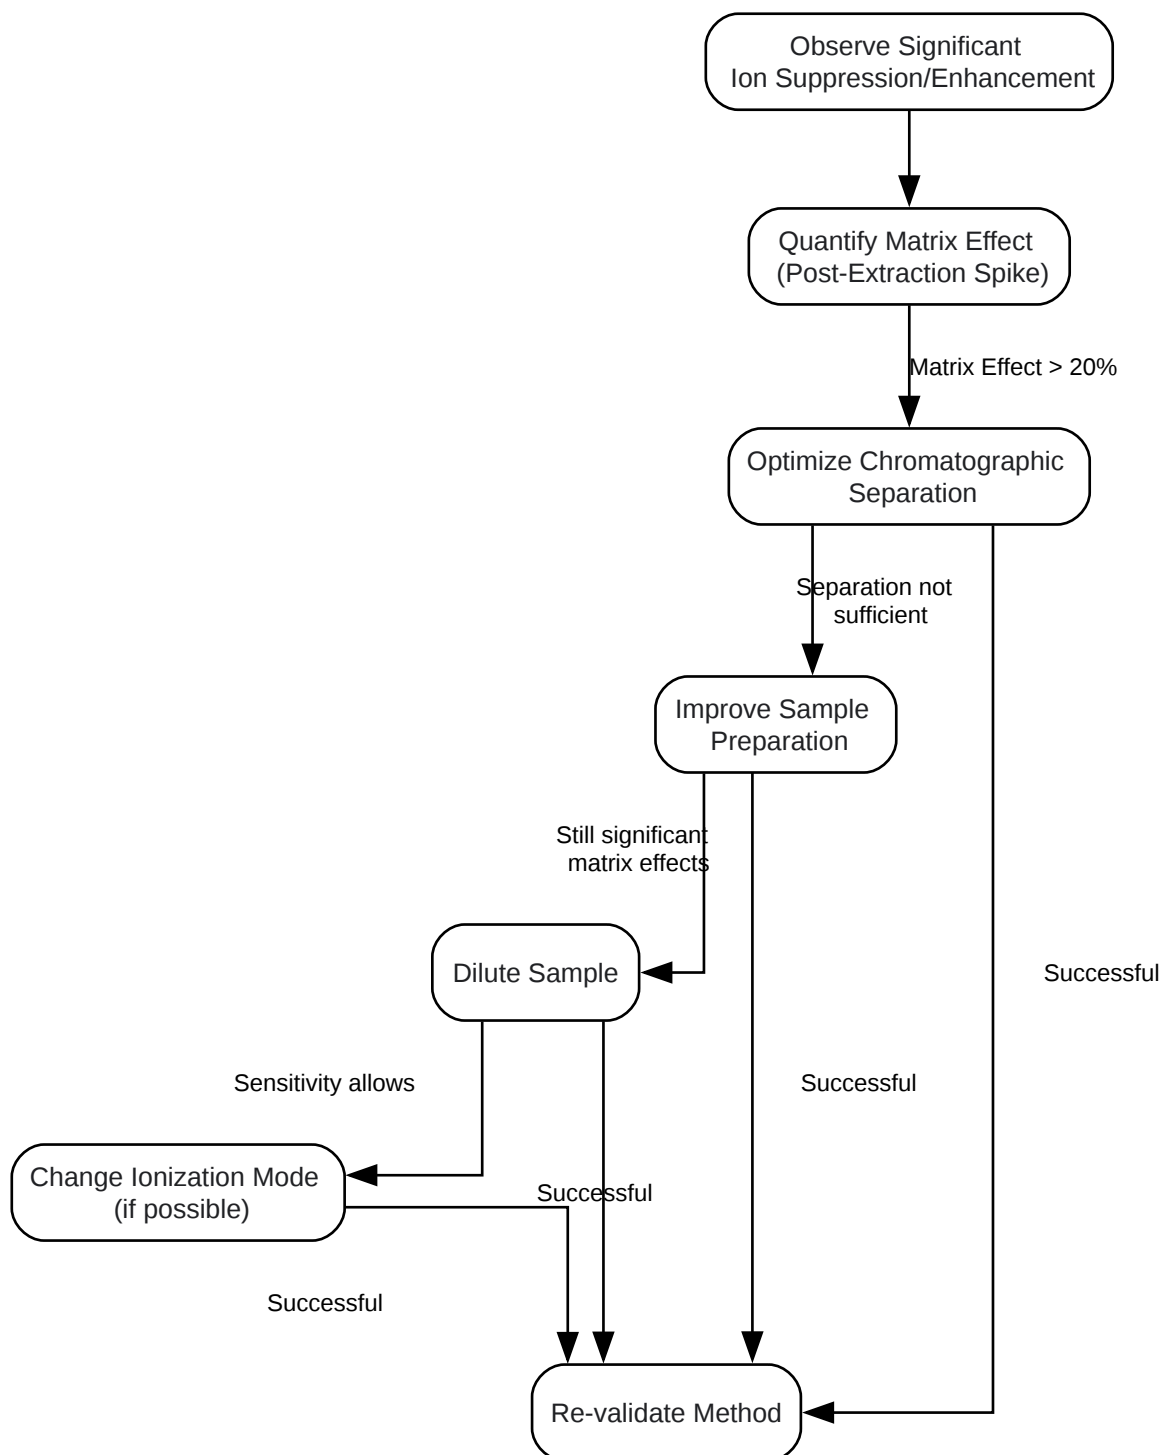 Observe Significant
Ion Suppression/Enhancement
Quantify Matrix Effect
(Post-Extraction Spike)
Matrix Effect > 20%
Optimize Chromatographic
Separation
Separation not
sufficient
Improve Sample
Preparation
Still significant
matrix effects
Dilute Sample
Successful
Sensitivity allows
Successful
Change Ionization Mode
(if possible)
Successful
Successful
Re-validate Method